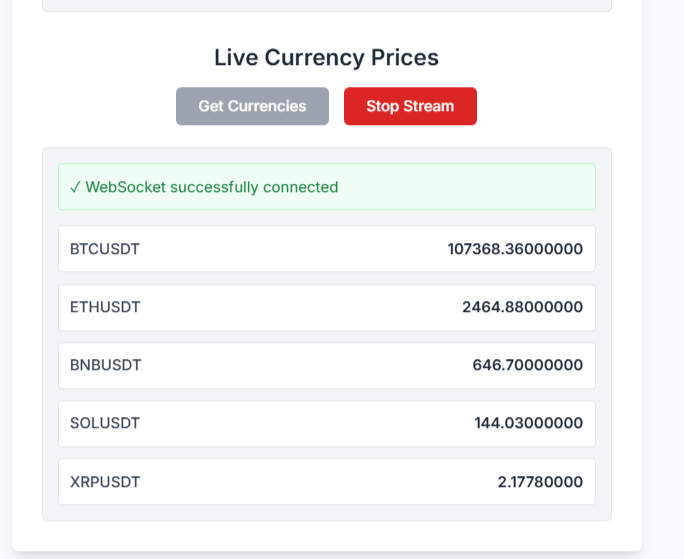 Live Currency Prices
Get Currencies
Stop Stream
✓ WebSocket successfully connected
BTCUSDT 107368.36000000
ETHUSDT 2464.88000000
BNBUSDT 646.70000000
SOLUSDT 144.03000000
XRPUSDT 2.17780000